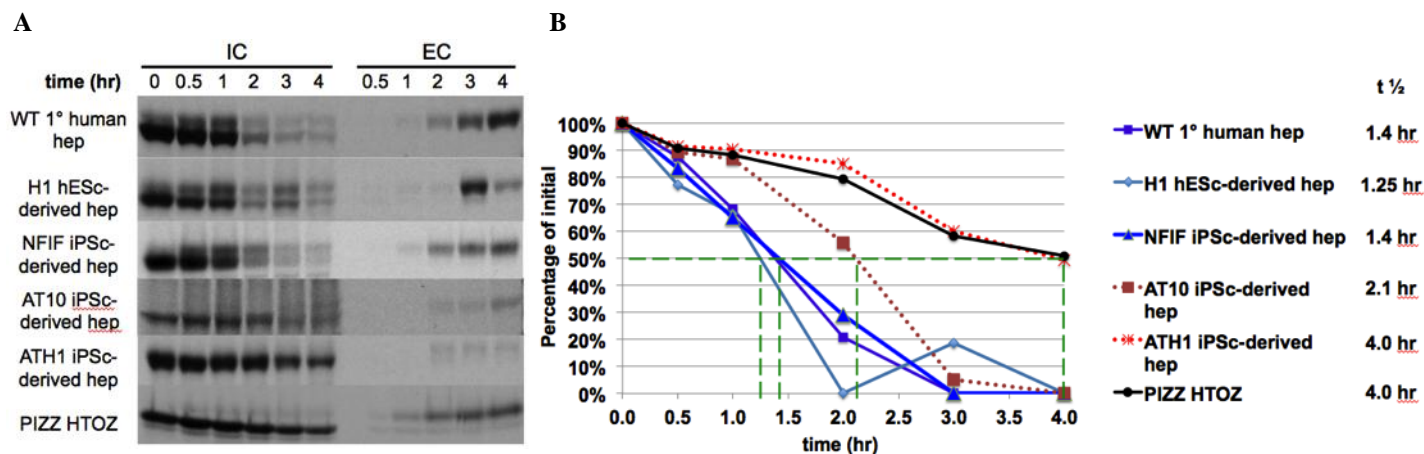 A
IC EC
time (hr) 0 0.5 1 2 3 4 0.5 1 2 3 4
WT 1° human
hep
H1 hESc-
derived hep
NFIF iPSc-
derived hep
AT10 iPSc-
derived hep
ATH1 iPSc-
derived hep
PIZZ HTOZ
B
Percentage of initial
100%
90%
80%
70%
60%
50%
40%
30%
20%
10%
0%
0.0 0.5 1.0 1.5 2.0 2.5 3.0 3.5 4.0
time (hr)
t ½
WT 1° human hep 1.4 hr
H1 hESc-derived hep 1.25 hr
NFIF iPSc-derived hep 1.4 hr
AT10 iPSc-derived
hep 2.1 hr
ATH1 iPSc-derived
hep 4.0 hr
PIZZ HTOZ 4.0 hr